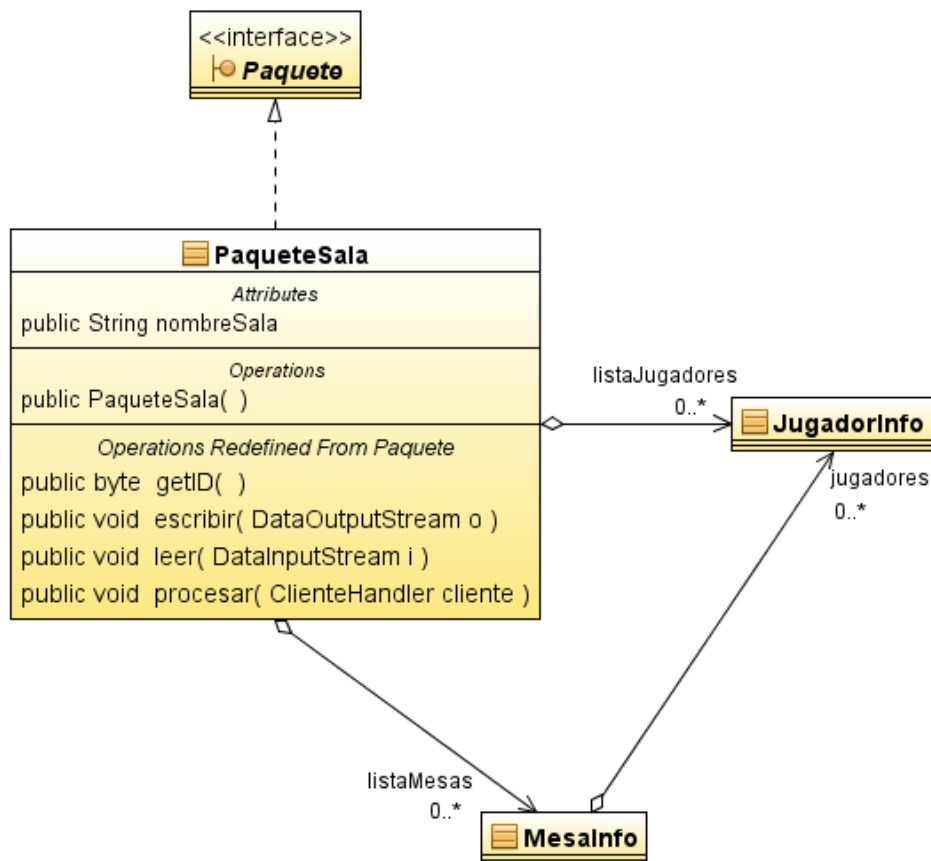 <<interface>>
Paquete
PaqueteSala
Attributes
public String nombreSala
Operations
public PaqueteSala( )
Operations Redefined From Paquete
public byte  getID( )
public void  escribir( DataOutputStream o )
public void  leer( DataInputStream i )
public void  procesar( ClienteHandler cliente )
listaJugadores
0..*
JugadorInfo
jugadores
0..*
listaMesas
0..*
MesaInfo